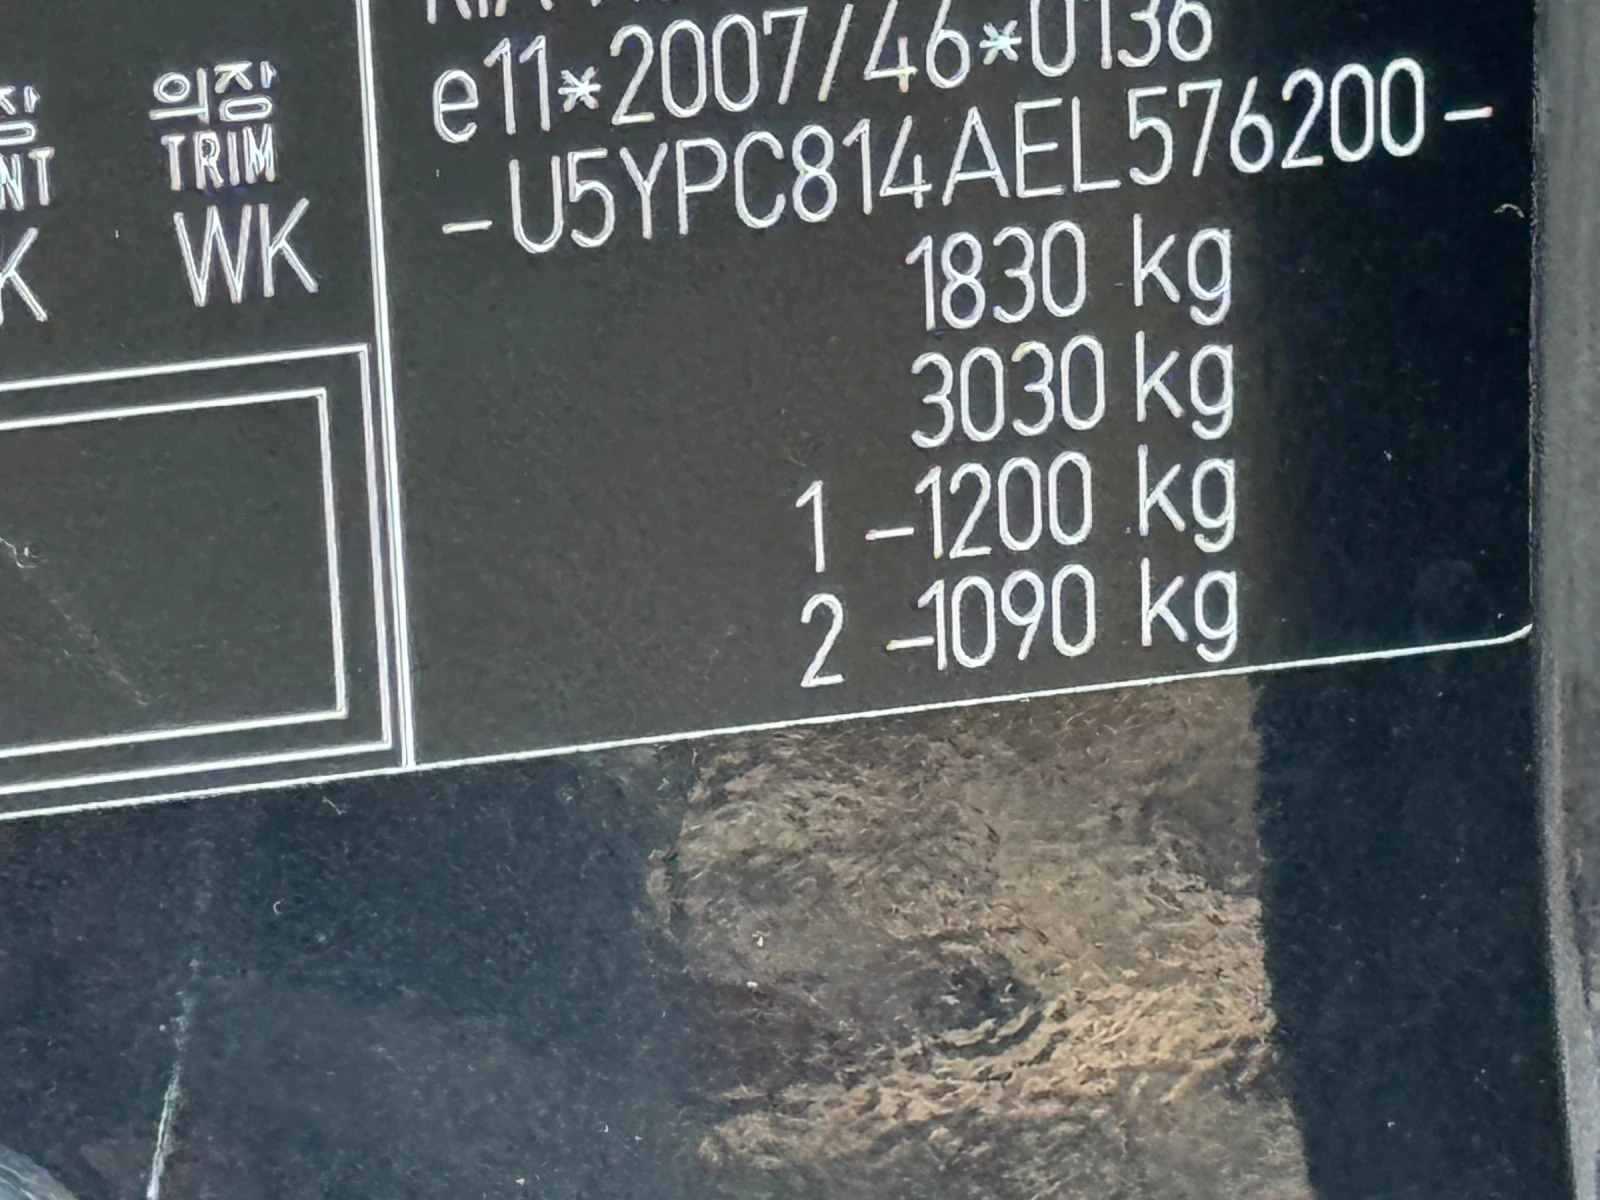 e11*2007/46*0136
-U5YPC814AEL576200-
의장
NT TRIM
K WK
1830 kg
3030 kg
1 -1200 kg
2 -1090 kg